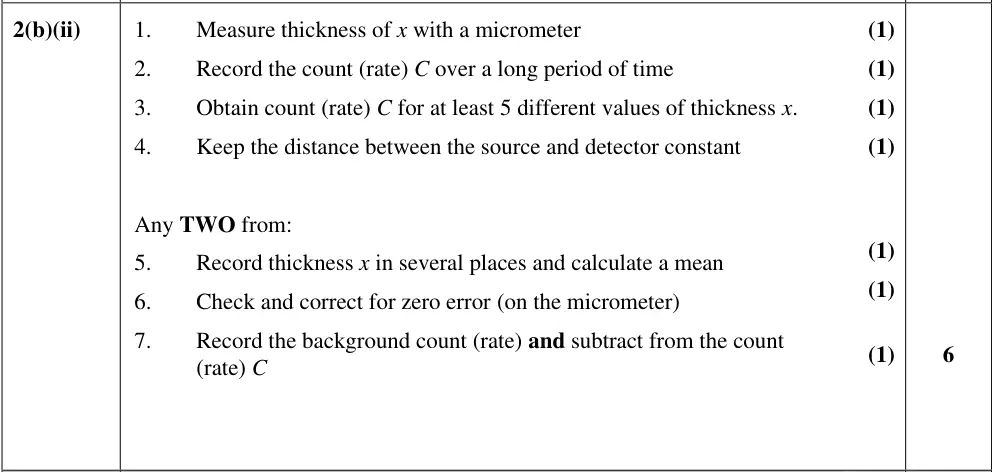 2(b)(ii) 1. Measure thickness of x with a micrometer (1)
2. Record the count (rate) C over a long period of time (1)
3. Obtain count (rate) C for at least 5 different values of thickness x. (1)
4. Keep the distance between the source and detector constant (1)
Any TWO from:
5. Record thickness x in several places and calculate a mean (1)
6. Check and correct for zero error (on the micrometer) (1)
7. Record the background count (rate) and subtract from the count
(rate) C (1) 6